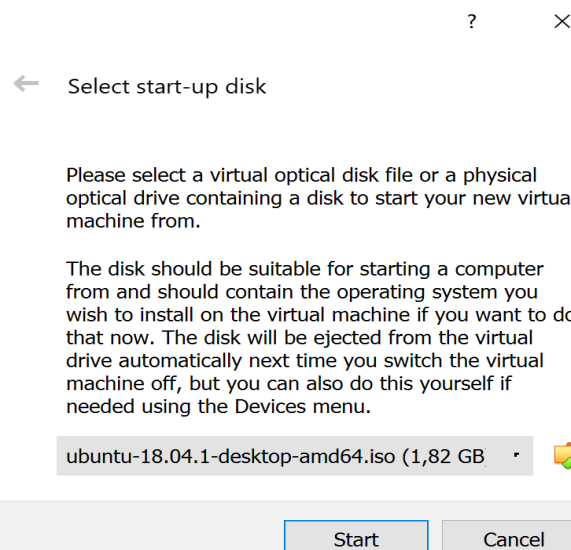 ?
Select start-up disk
Please select a virtual optical disk file or a physical
optical drive containing a disk to start your new virtua
machine from.
The disk should be suitable for starting a computer
from and should contain the operating system you
wish to install on the virtual machine if you want to do
that now. The disk will be ejected from the virtual
drive automatically next time you switch the virtual
machine off, but you can also do this yourself if
needed using the Devices menu.
ubuntu-18.04.1-desktop-amd64.iso (1,82 GB
Start
Cancel